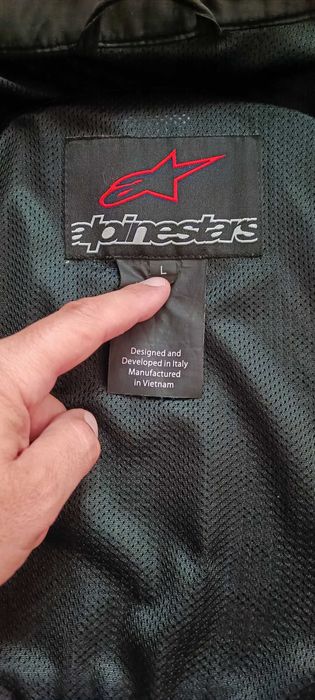 alpinestars
L
Designed and
Developed in Italy
Manufactured
in Vietnam